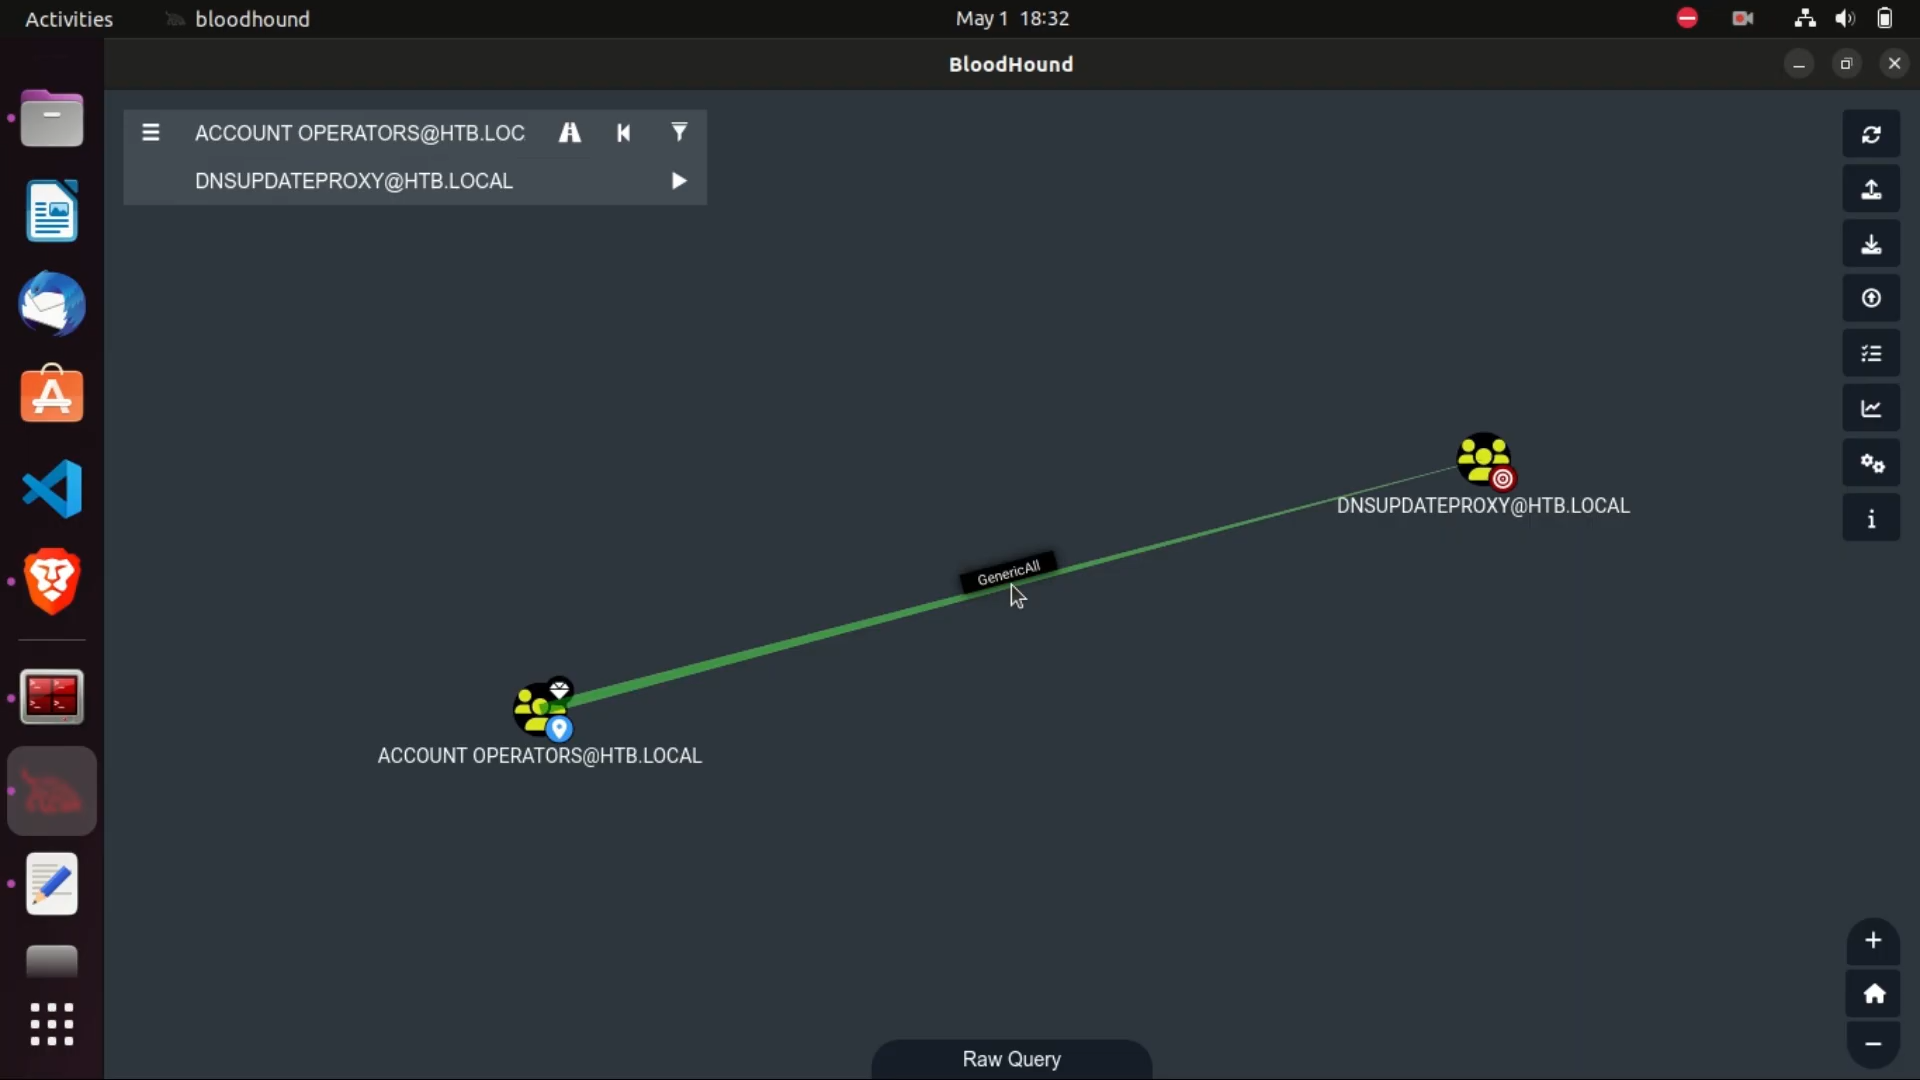 Activities
bloodhound
May 1 18:32
BloodHound
ACCOUNT OPERATORS@HTB.LOC
DNSUPDATEPROXY@HTB.LOCAL
DNSUPDATEPROXY@HTB.LOCAL
GenericAll
ACCOUNT OPERATORS@HTB.LOCAL
Raw Query